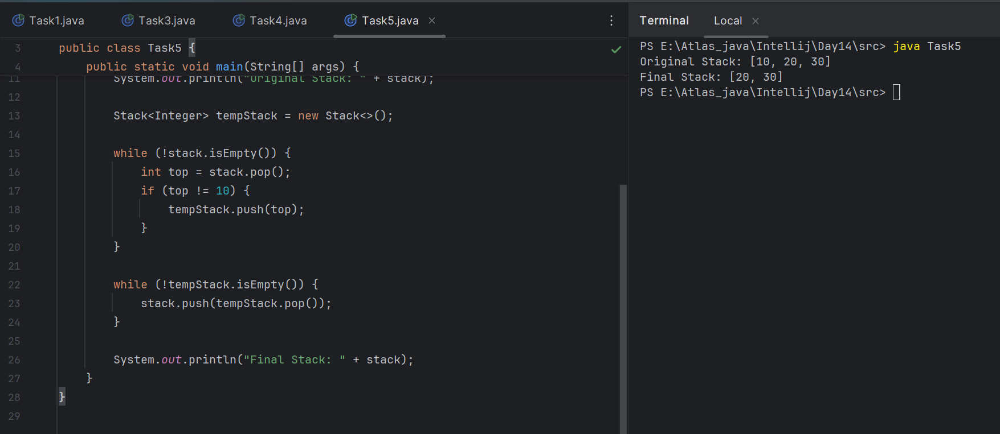 Task1.java Task3.java Task4.java Task5.java
3 public class Task5 {
4 public static void main(String[] args) {
11 System.out.println("Original Stack: " + stack);
12
13 Stack<Integer> tempStack = new Stack<>();
14
15 while (!stack.isEmpty()) {
16 int top = stack.pop();
17 if (top != 10) {
18 tempStack.push(top);
19 }
20 }
21
22 while (!tempStack.isEmpty()) {
23 stack.push(tempStack.pop());
24 }
25
26 System.out.println("Final Stack: " + stack);
27 }
28 }
29
Terminal Local
PS E:\Atlas_java\Intellij\Day14\src> java Task5
Original Stack: [10, 20, 30]
Final Stack: [20, 30]
PS E:\Atlas_java\Intellij\Day14\src>